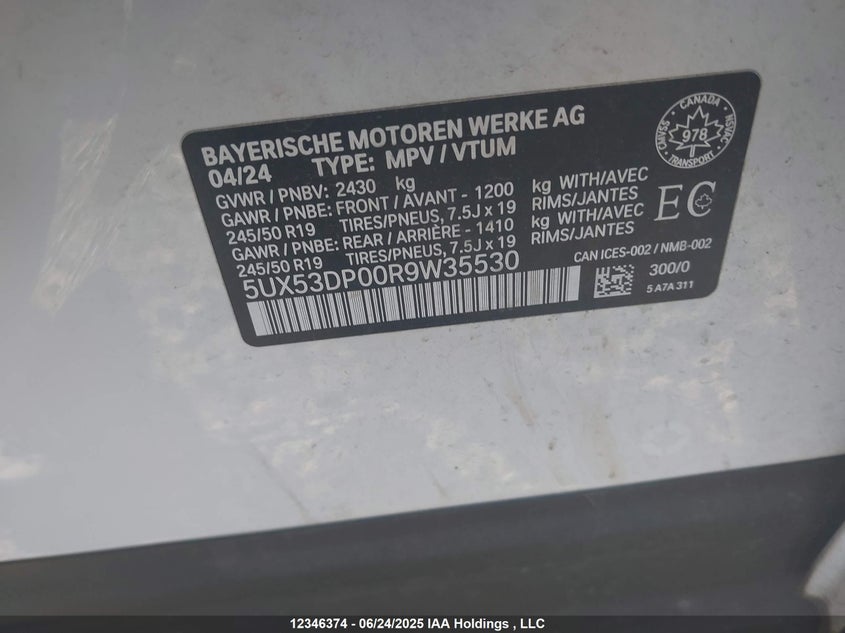 BAYERISCHE MOTOREN WERKE AG
04/24 TYPE: MPV / VTUM
GVWR / PNBV: 2430 kg
GAWR / PNBE: FRONT / AVANT - 1200 kg WITH/AVEC
245/50 R19 TIRES/PNEUS, 7.5J x 19 RIMS/JANTES
GAWR / PNBE: REAR / ARRIÈRE - 1410 kg WITH/AVEC
245/50 R19 TIRES/PNEUS, 7.5J x 19 RIMS/JANTES
5UX53DP00R9W35530
CANADA
978
TRANSPORT
NSVAC
SMVSC
EC
CAN ICES-002 / NMB-002
300/0
5 A7A 311
12346374 - 06/24/2025 IAA Holdings , LLC